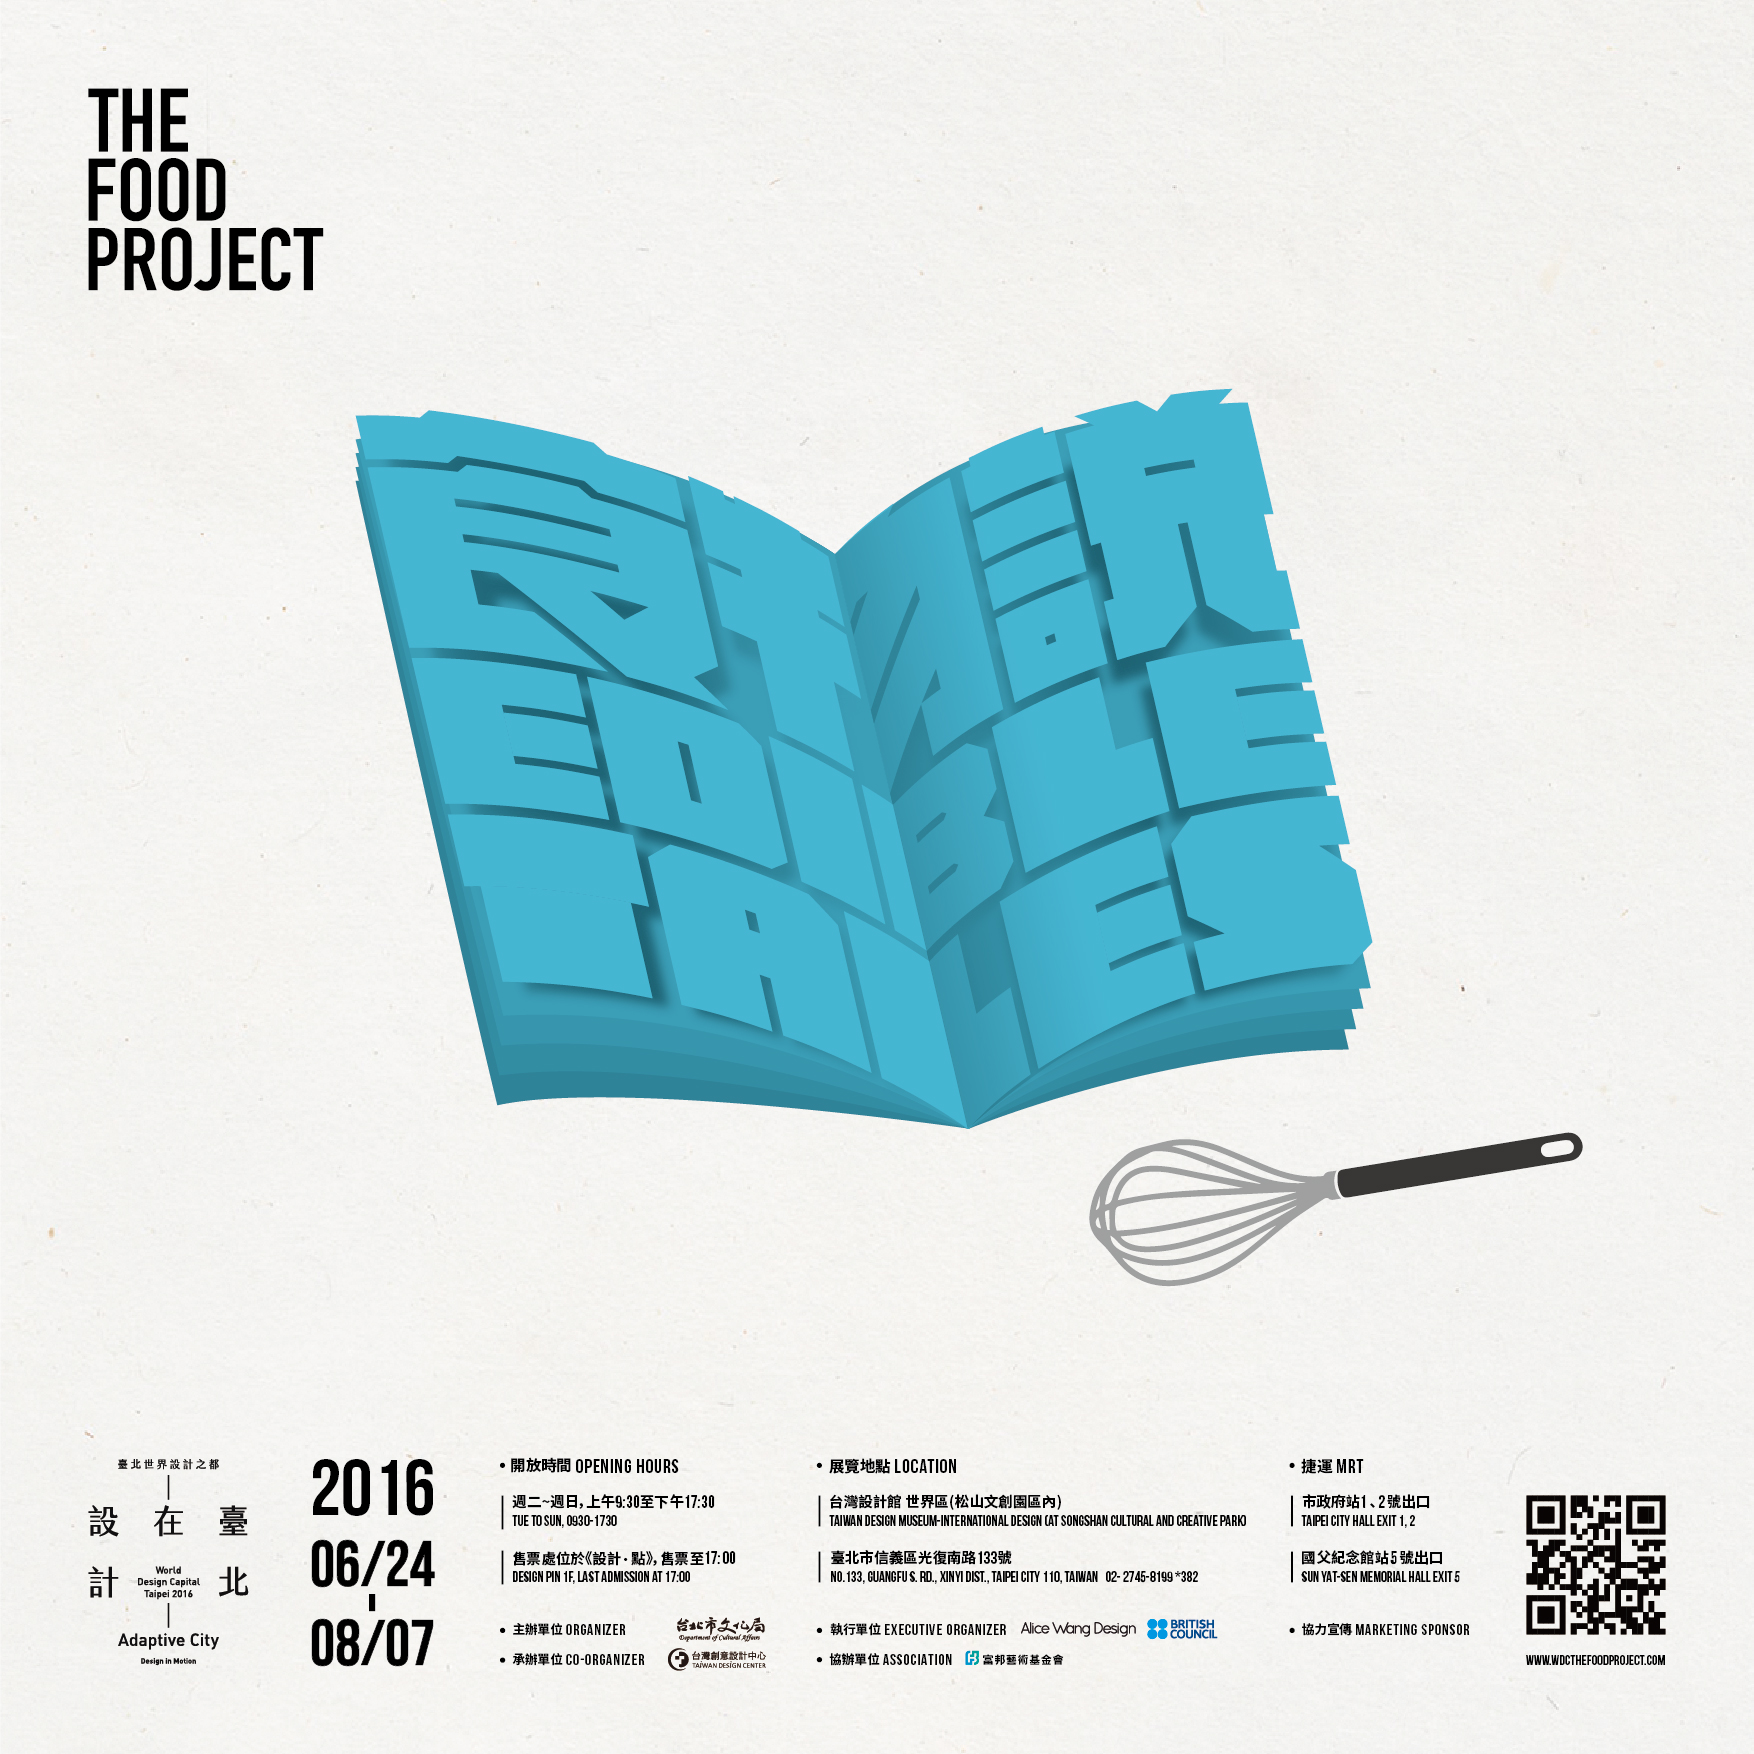 THE
FOOD
PROJECT
EDIBLE
TALES
臺北世界設計之都
設 在 臺
計 北
World
Design Capital
Taipei 2016
Adaptive City
Design in Motion
2016
06/24
-
08/07
• 開放時間 OPENING HOURS
週二~週日，上午9:30至下午17:30
TUE TO SUN, 0930-1730
售票處位於《設計·點》，售票至17:00
DESIGN PIN 1F, LAST ADMISSION AT 17:00
• 主辦單位 ORGANIZER
台北市文化局
Department of Cultural Affairs
• 承辦單位 CO-ORGANIZER
台灣創意設計中心
TAIWAN DESIGN CENTER
• 展覽地點 LOCATION
台灣設計館 世界區(松山文創園區內)
TAIWAN DESIGN MUSEUM-INTERNATIONAL DESIGN (AT SONGSHAN CULTURAL AND CREATIVE PARK)
臺北市信義區光復南路133號
NO.133, GUANGFU S. RD., XINYI DIST., TAIPEI CITY 110, TAIWAN 02- 2745-8199 *382
• 執行單位 EXECUTIVE ORGANIZER
Alice Wang Design
BRITISH
COUNCIL
• 協辦單位 ASSOCIATION
富邦藝術基金會
• 捷運 MRT
市政府站1、2號出口
TAIPEI CITY HALL EXIT 1, 2
國父紀念館站5號出口
SUN YAT-SEN MEMORIAL HALL EXIT 5
• 協力宣傳 MARKETING SPONSOR
WWW.WDCTHEFOODPROJECT.COM